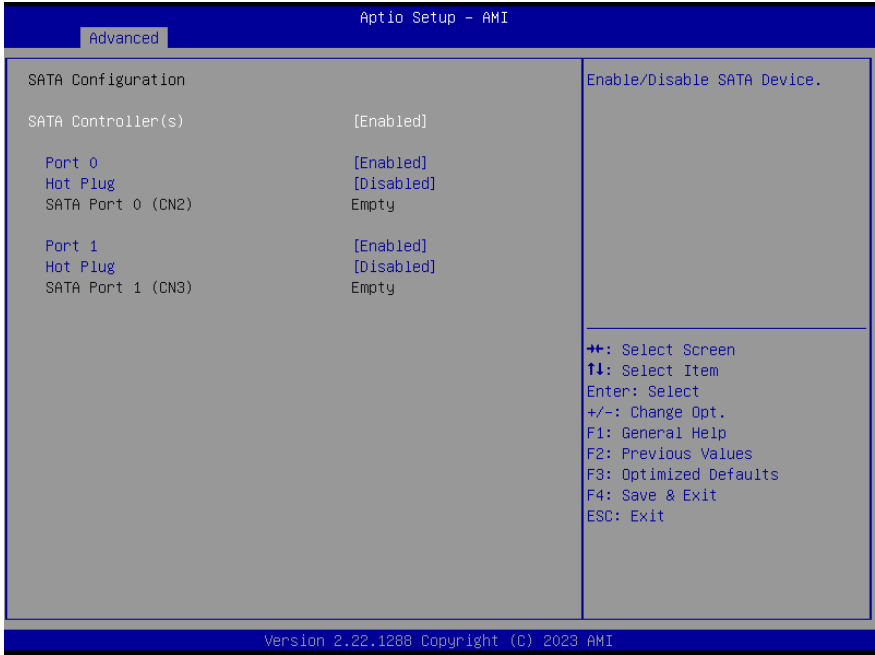 Aptio Setup – AMI
Advanced
SATA Configuration
SATA Controller(s) [Enabled]
Port 0 [Enabled]
Hot Plug [Disabled]
SATA Port 0 (CN2) Empty
Port 1 [Enabled]
Hot Plug [Disabled]
SATA Port 1 (CN3) Empty
Enable/Disable SATA Device.
→←: Select Screen
↑↓: Select Item
Enter: Select
+/-: Change Opt.
F1: General Help
F2: Previous Values
F3: Optimized Defaults
F4: Save & Exit
ESC: Exit
Version 2.22.1288 Copyright (C) 2023 AMI